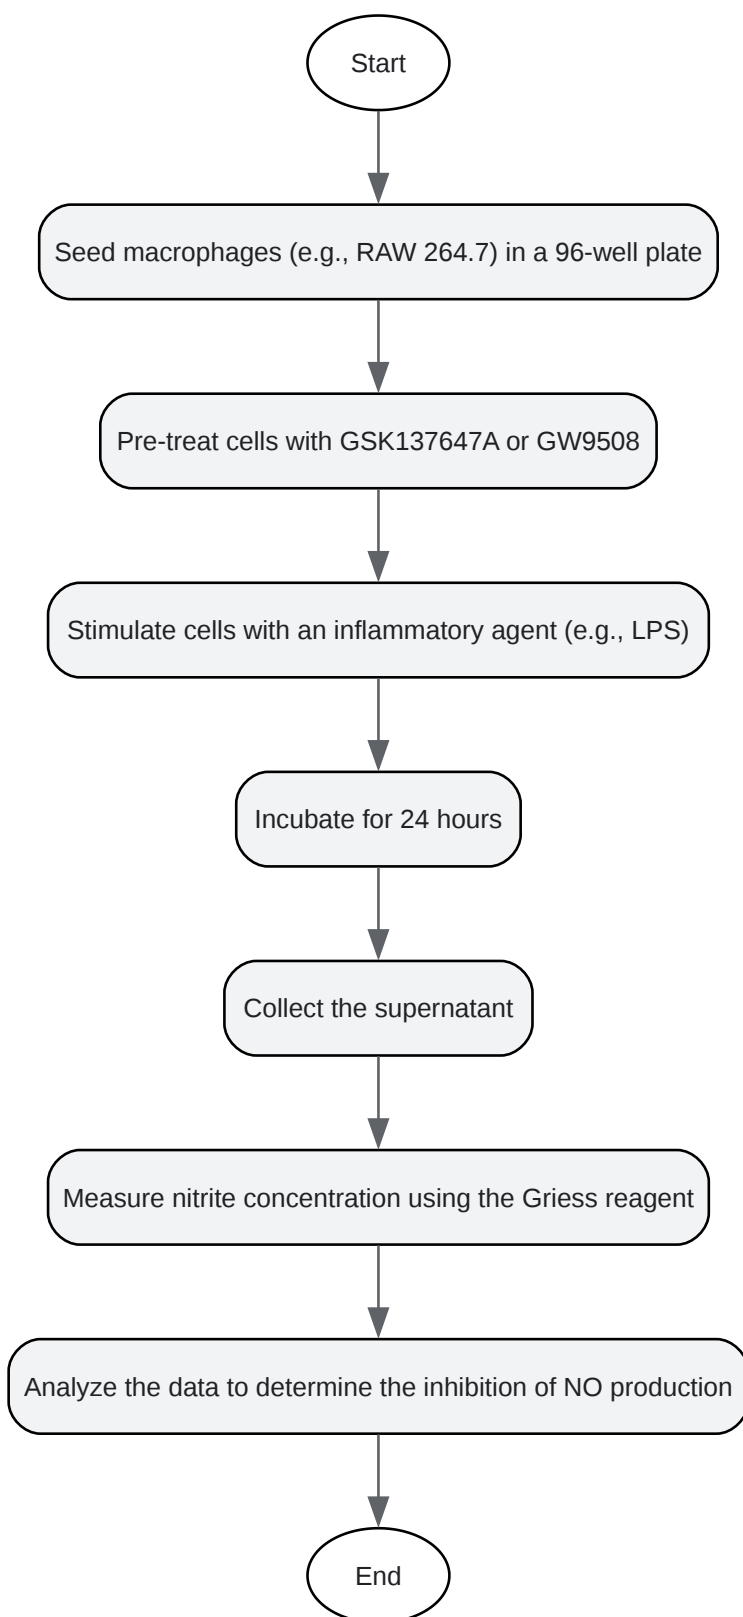 Start
Seed macrophages (e.g., RAW 264.7) in a 96-well plate
Pre-treat cells with GSK137647A or GW9508
Stimulate cells with an inflammatory agent (e.g., LPS)
Incubate for 24 hours
Collect the supernatant
Measure nitrite concentration using the Griess reagent
Analyze the data to determine the inhibition of NO production
End